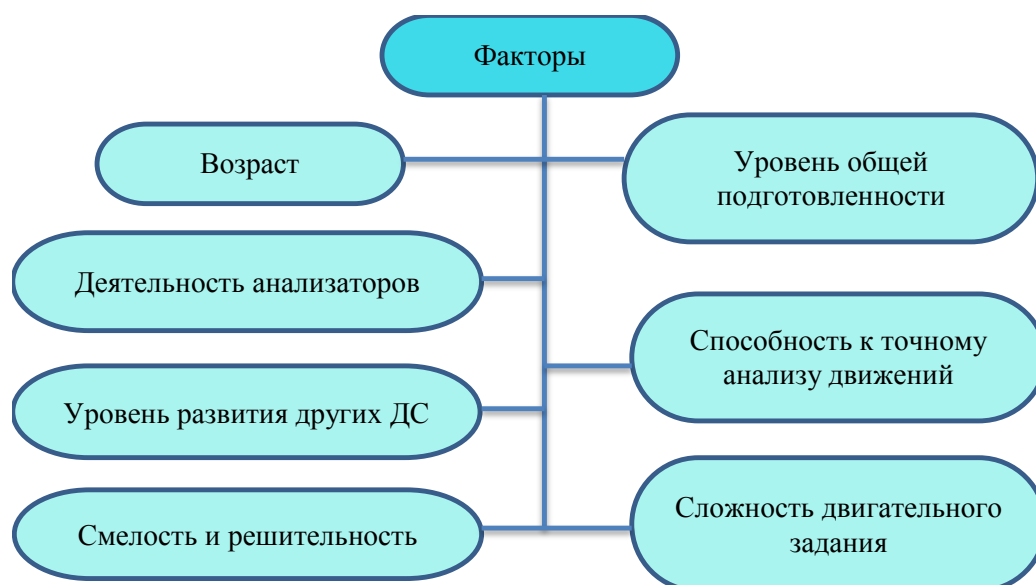 Факторы
Возраст
Уровень общей
подготовленности
Деятельность анализаторов
Способность к точному
анализу движений
Уровень развития других ДС
Смелость и решительность
Сложность двигательного
задания